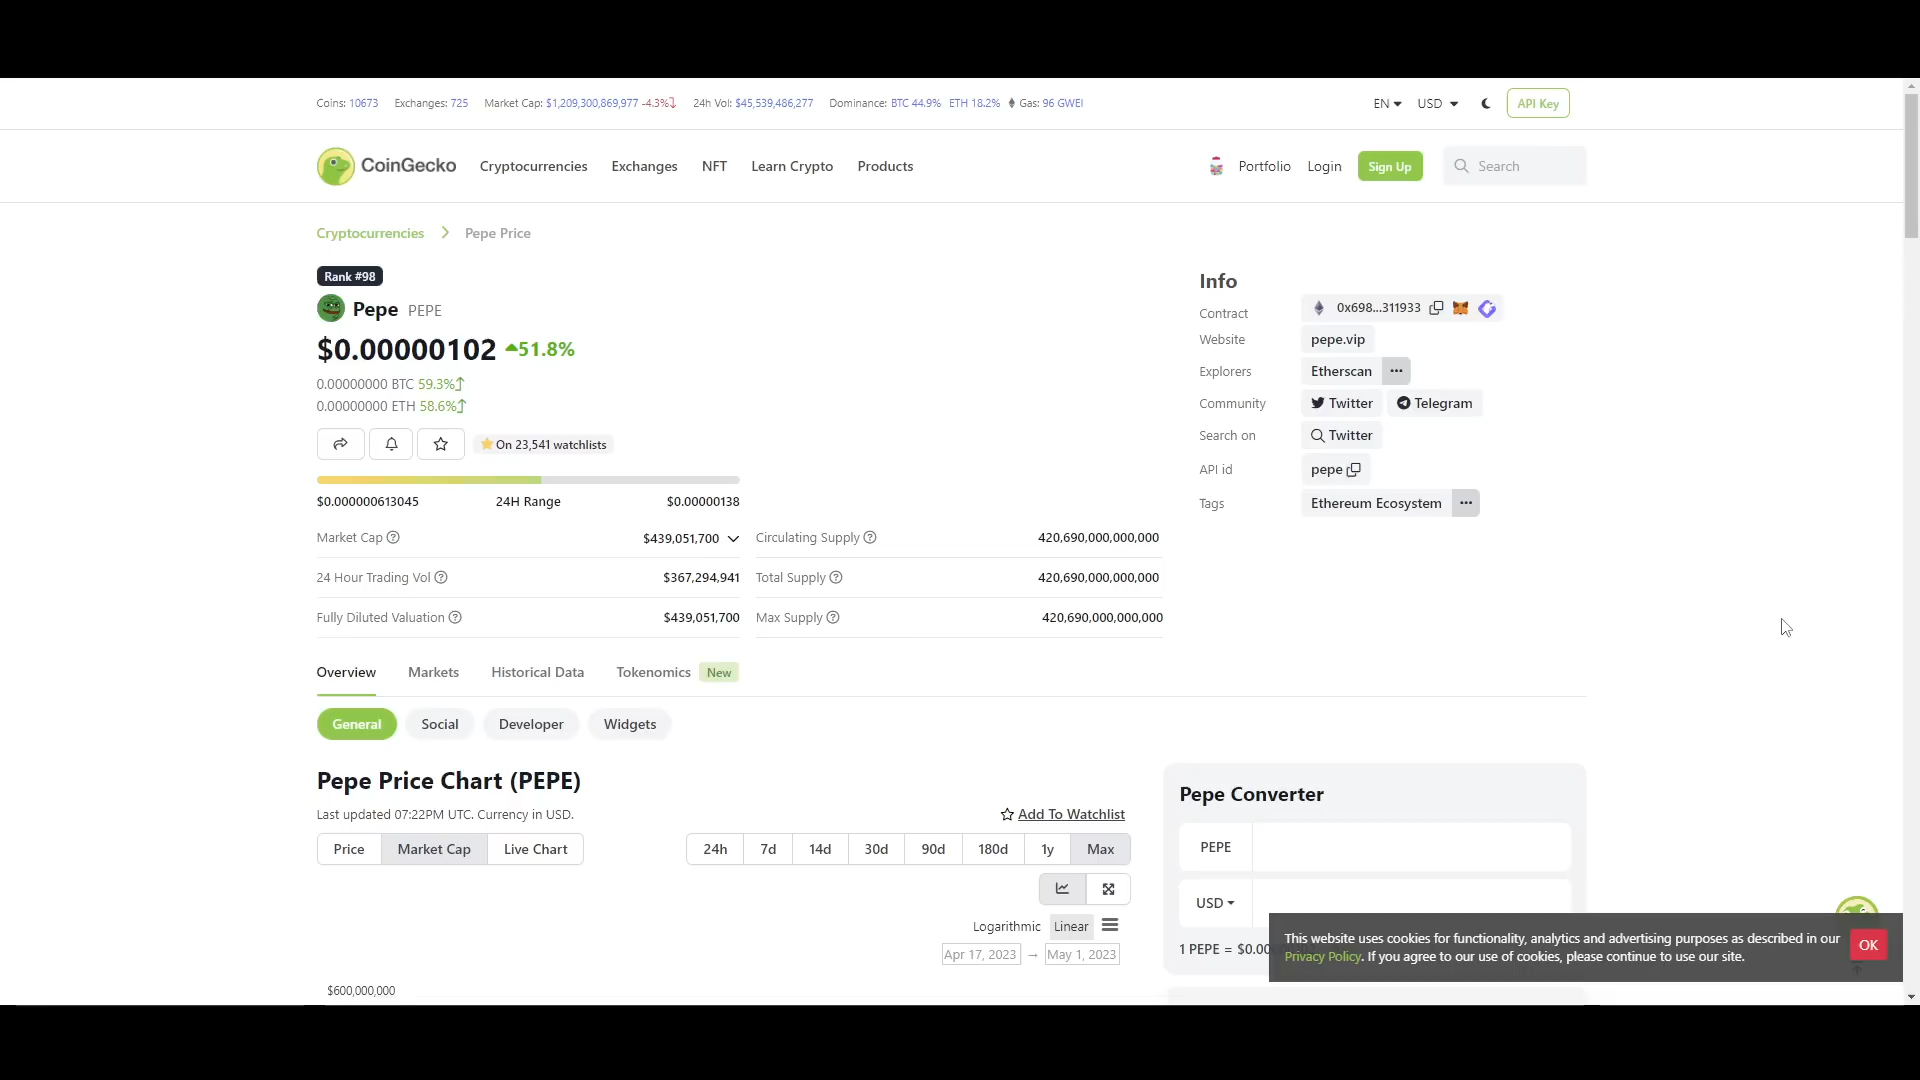 Coins: 10673 Exchanges: 725 Market Cap: $1,209,300,869,977 -4.3% 24h Vol: $45,539,486,277 Dominance: BTC 44.9% ETH 18.2% Gas: 96 GWEI EN USD API Key
CoinGecko Cryptocurrencies Exchanges NFT Learn Crypto Products Portfolio Login Sign Up Search
Cryptocurrencies Pepe Price
Rank #98
Pepe PEPE
$0.00000102 51.8%
0.00000000 BTC 59.3%
0.00000000 ETH 58.6%
On 23,541 watchlists
$0.000000613045 24H Range $0.00000138
Market Cap $439,051,700 Circulating Supply 420,690,000,000,000
24 Hour Trading Vol $367,294,941 Total Supply 420,690,000,000,000
Fully Diluted Valuation $439,051,700 Max Supply 420,690,000,000,000
Info
Contract 0x698...311933
Website pepe.vip
Explorers Etherscan ...
Community Twitter Telegram
Search on Twitter
API id pepe
Tags Ethereum Ecosystem ...
Overview Markets Historical Data Tokenomics New
General Social Developer Widgets
Pepe Price Chart (PEPE)
Last updated 07:22PM UTC. Currency in USD. Add To Watchlist
Price Market Cap Live Chart 24h 7d 14d 30d 90d 180d 1y Max
Logarithmic Linear
Apr 17, 2023 → May 1, 2023
$600,000,000
Pepe Converter
PEPE
USD
1 PEPE = $0.00
This website uses cookies for functionality, analytics and advertising purposes as described in our
Privacy Policy. If you agree to our use of cookies, please continue to use our site.
OK